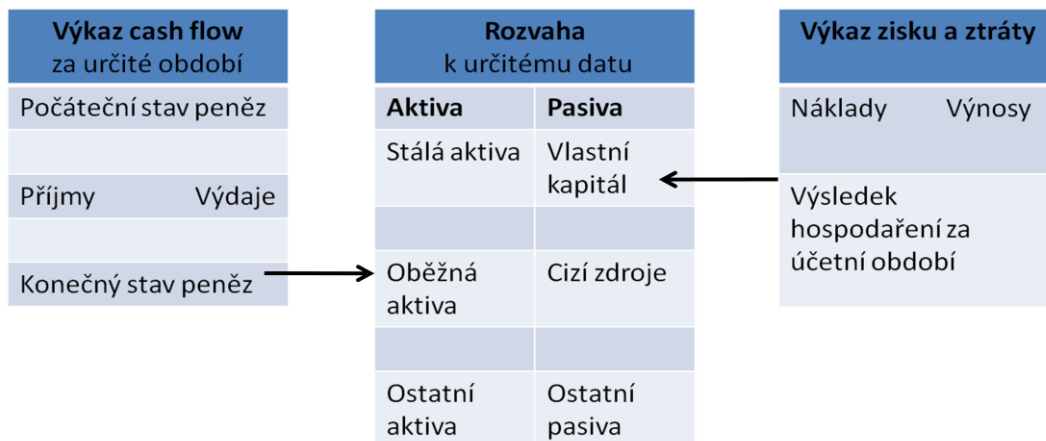 Výkaz cash flow
za určité období
Počáteční stav peněz
Příjmy Výdaje
Konečný stav peněz
Rozvaha
k určitému datu
Aktiva Pasiva
Stálá aktiva Vlastní
kapitál
Oběžná Cizí zdroje
aktiva
Ostatní Ostatní
aktiva pasiva
Výkaz zisku a ztráty
Náklady Výnosy
Výsledek
hospodaření za
účetní období